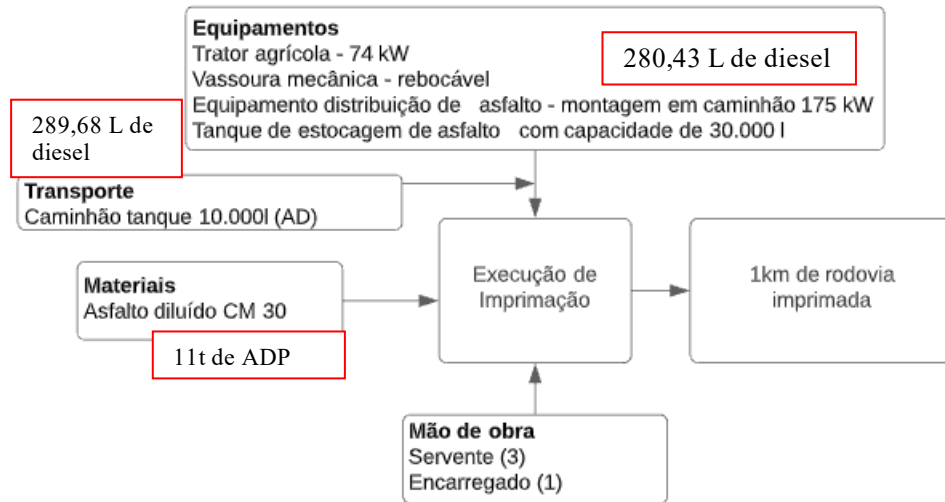 Equipamentos
Trator agrícola - 74 kW
Vassoura mecânica - rebocável
Equipamento distribuição de asfalto - montagem em caminhão 175 kW
Tanque de estocagem de asfalto com capacidade de 30.000 l
280,43 L de diesel
289,68 L de
diesel
Transporte
Caminhão tanque 10.000l (AD)
Materiais
Asfalto diluído CM 30
11t de ADP
Execução de
Imprimação
1km de rodovia
imprimada
Mão de obra
Servente (3)
Encarregado (1)